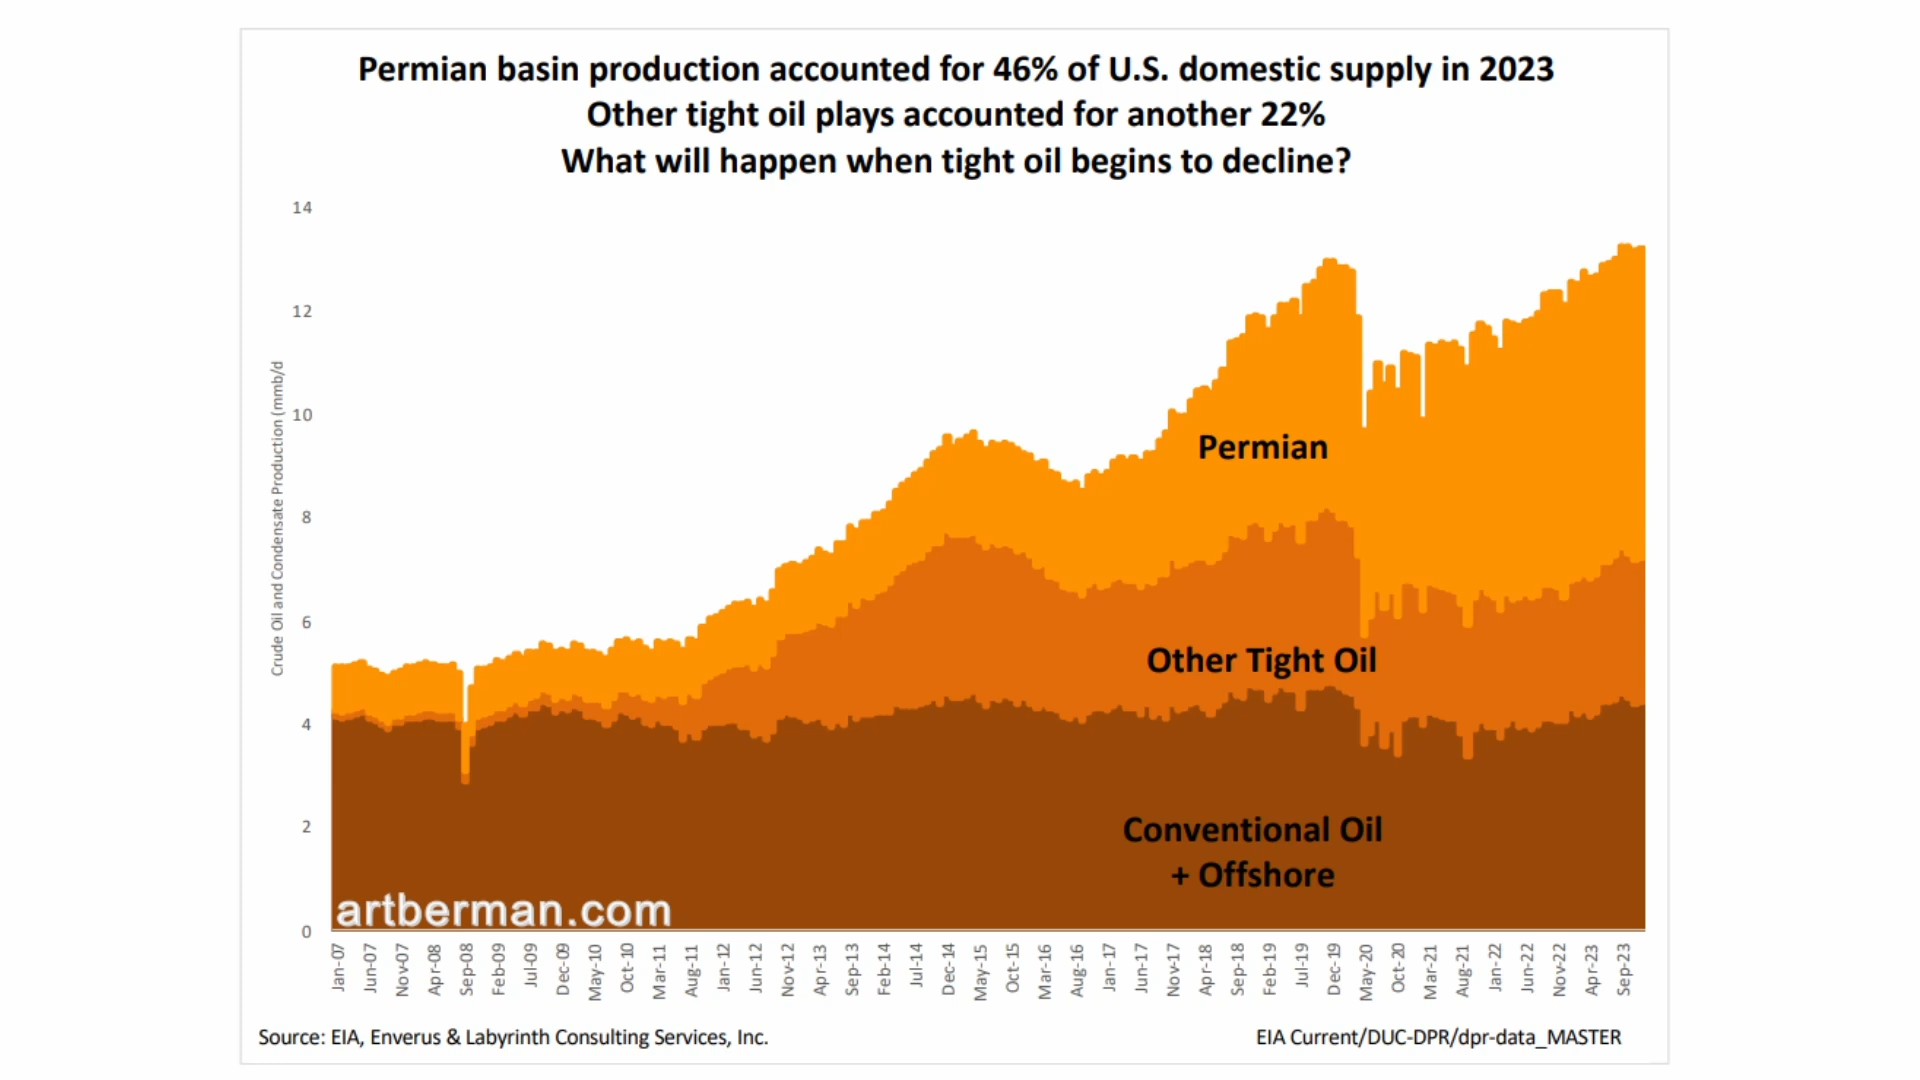 Permian basin production accounted for 46% of U.S. domestic supply in 2023
Other tight oil plays accounted for another 22%
What will happen when tight oil begins to decline?
14
12
10
8
6
4
2
0
Crude Oil and Condensate Production (mmb/d
Permian
Other Tight Oil
Conventional Oil
+ Offshore
artberman.com
Jan-07
Jun-07
Nov-07
Apr-08
Sep-08
Feb-09
Jul-09
Dec-09
May-10
Oct-10
Mar-11
Aug-11
Jan-12
Jun-12
Nov-12
Apr-13
Sep-13
Feb-14
Jul-14
Dec-14
May-15
Oct-15
Mar-16
Aug-16
Jan-17
Jun-17
Nov-17
Apr-18
Sep-18
Feb-19
Jul-19
Dec-19
May-20
Oct-20
Mar-21
Aug-21
Jan-22
Jun-22
Nov-22
Apr-23
Sep-23
Source: EIA, Enverus & Labyrinth Consulting Services, Inc.
EIA Current/DUC-DPR/dpr-data_MASTER